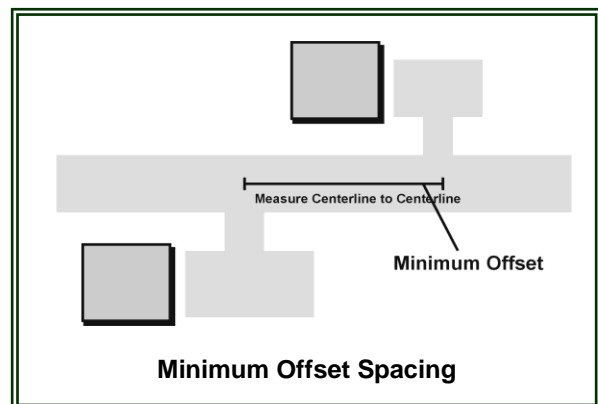 Measure Centerline to Centerline
Minimum Offset
Minimum Offset Spacing